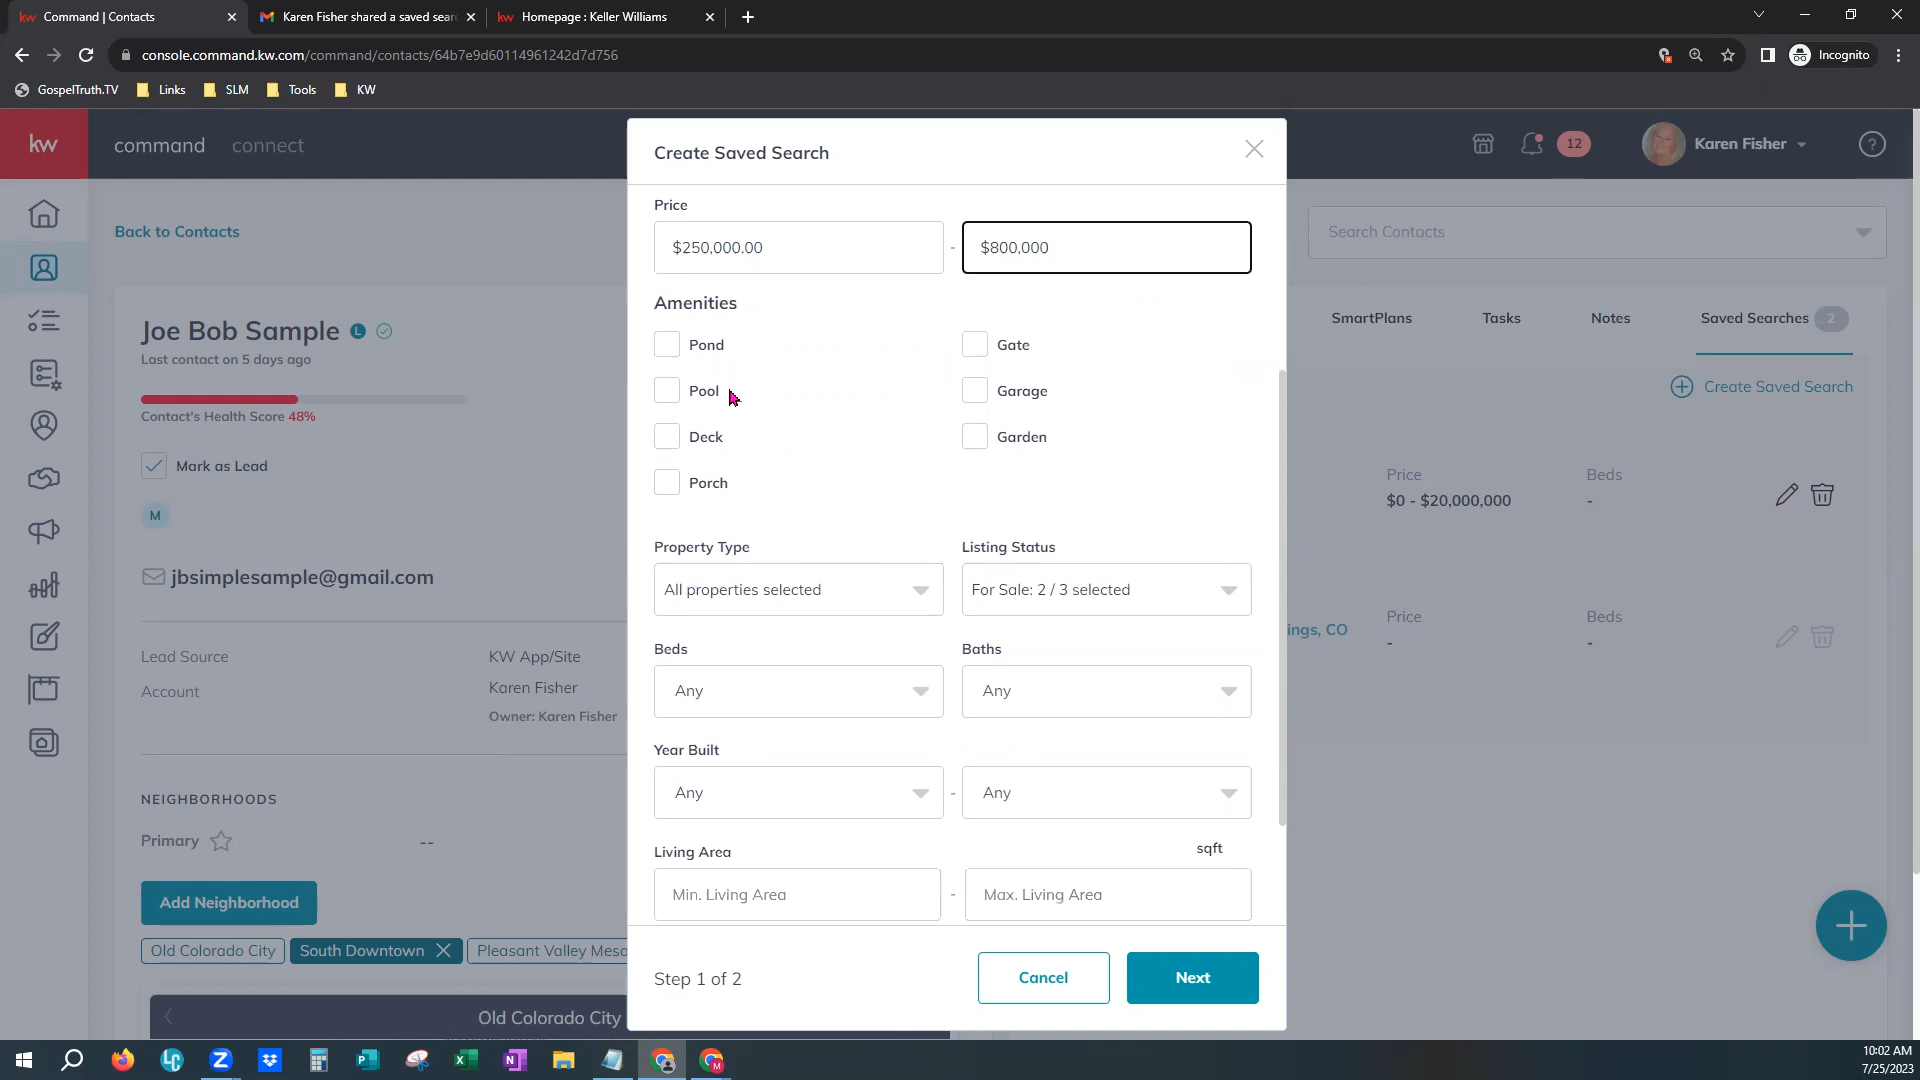 Command | Contacts
Karen Fisher shared a saved sear
Homepage : Keller Williams
console.command.kw.com/command/contacts/64b7e9d60114961242d7d756
Incognito
GospelTruth.TV
Links
SLM
Tools
KW
kw
command
connect
12
Karen Fisher
?
Back to Contacts
Search Contacts
Joe Bob Sample
L
Last contact on 5 days ago
Contact's Health Score 48%
Mark as Lead
M
jbsimplesample@gmail.com
Lead Source
KW App/Site
Account
Karen Fisher
Owner: Karen Fisher
NEIGHBORHOODS
Primary
--
Add Neighborhood
Old Colorado City
South Downtown
Pleasant Valley Mesa
Old Colorado City
Create Saved Search
Price
$250,000.00 - $800,000
Amenities
Pond
Gate
Pool
Garage
Deck
Garden
Porch
Property Type
Listing Status
All properties selected
For Sale: 2 / 3 selected
Beds
Baths
Any
Any
Year Built
Any - Any
Living Area
sqft
Min. Living Area - Max. Living Area
Step 1 of 2
Cancel
Next
SmartPlans
Tasks
Notes
Saved Searches 2
Create Saved Search
Price
Beds
$0 - $20,000,000
-
ings, CO
Price
Beds
-
-
10:02 AM
7/25/2023